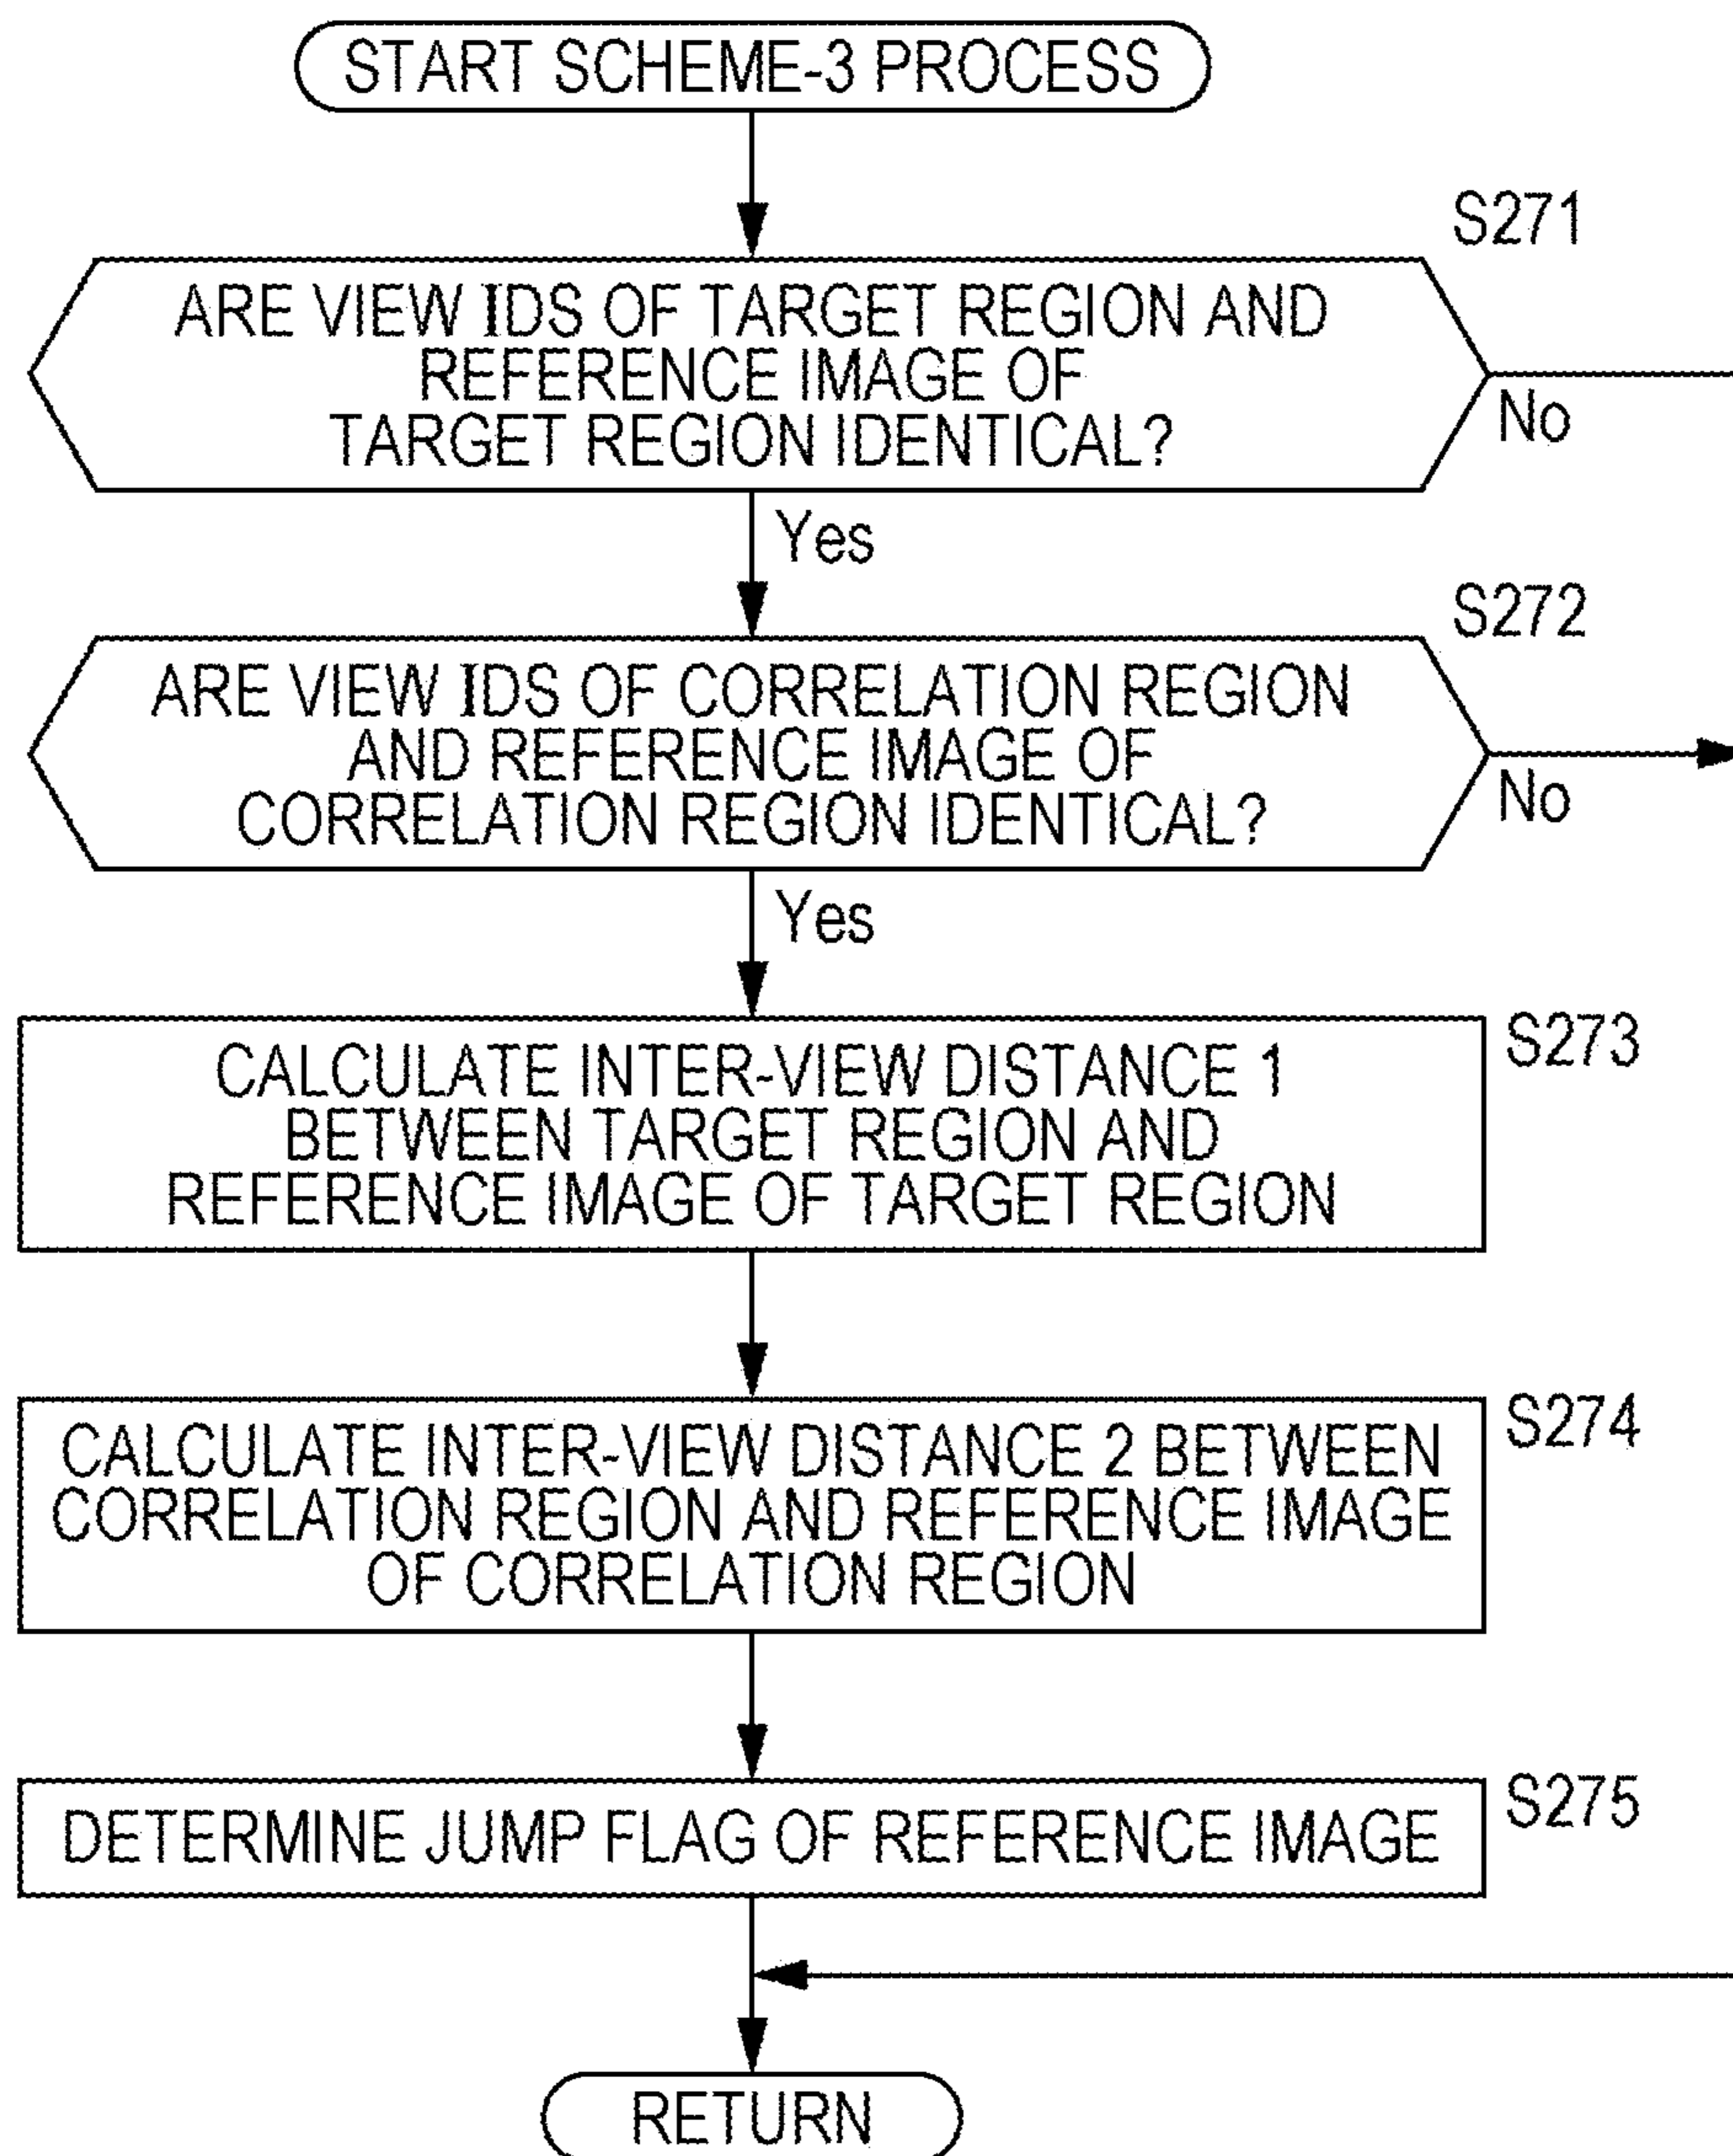 START SCHEME-3 PROCESS
S271
ARE VIEW IDS OF TARGET REGION AND
REFERENCE IMAGE OF
TARGET REGION IDENTICAL?
No
Yes
S272
ARE VIEW IDS OF CORRELATION REGION
AND REFERENCE IMAGE OF
CORRELATION REGION IDENTICAL?
No
Yes
S273
CALCULATE INTER-VIEW DISTANCE 1
BETWEEN TARGET REGION AND
REFERENCE IMAGE OF TARGET REGION
S274
CALCULATE INTER-VIEW DISTANCE 2 BETWEEN
CORRELATION REGION AND REFERENCE IMAGE
OF CORRELATION REGION
S275
DETERMINE JUMP FLAG OF REFERENCE IMAGE
RETURN